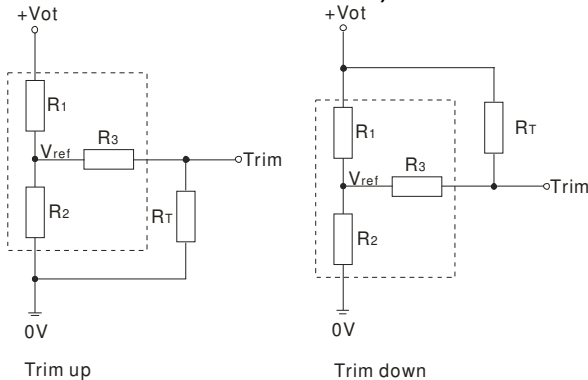 +Vot
R1
R3
Vref
Trim
R2
RT
0V
Trim up
+Vot
R1
RT
R3
Vref
Trim
R2
0V
Trim down